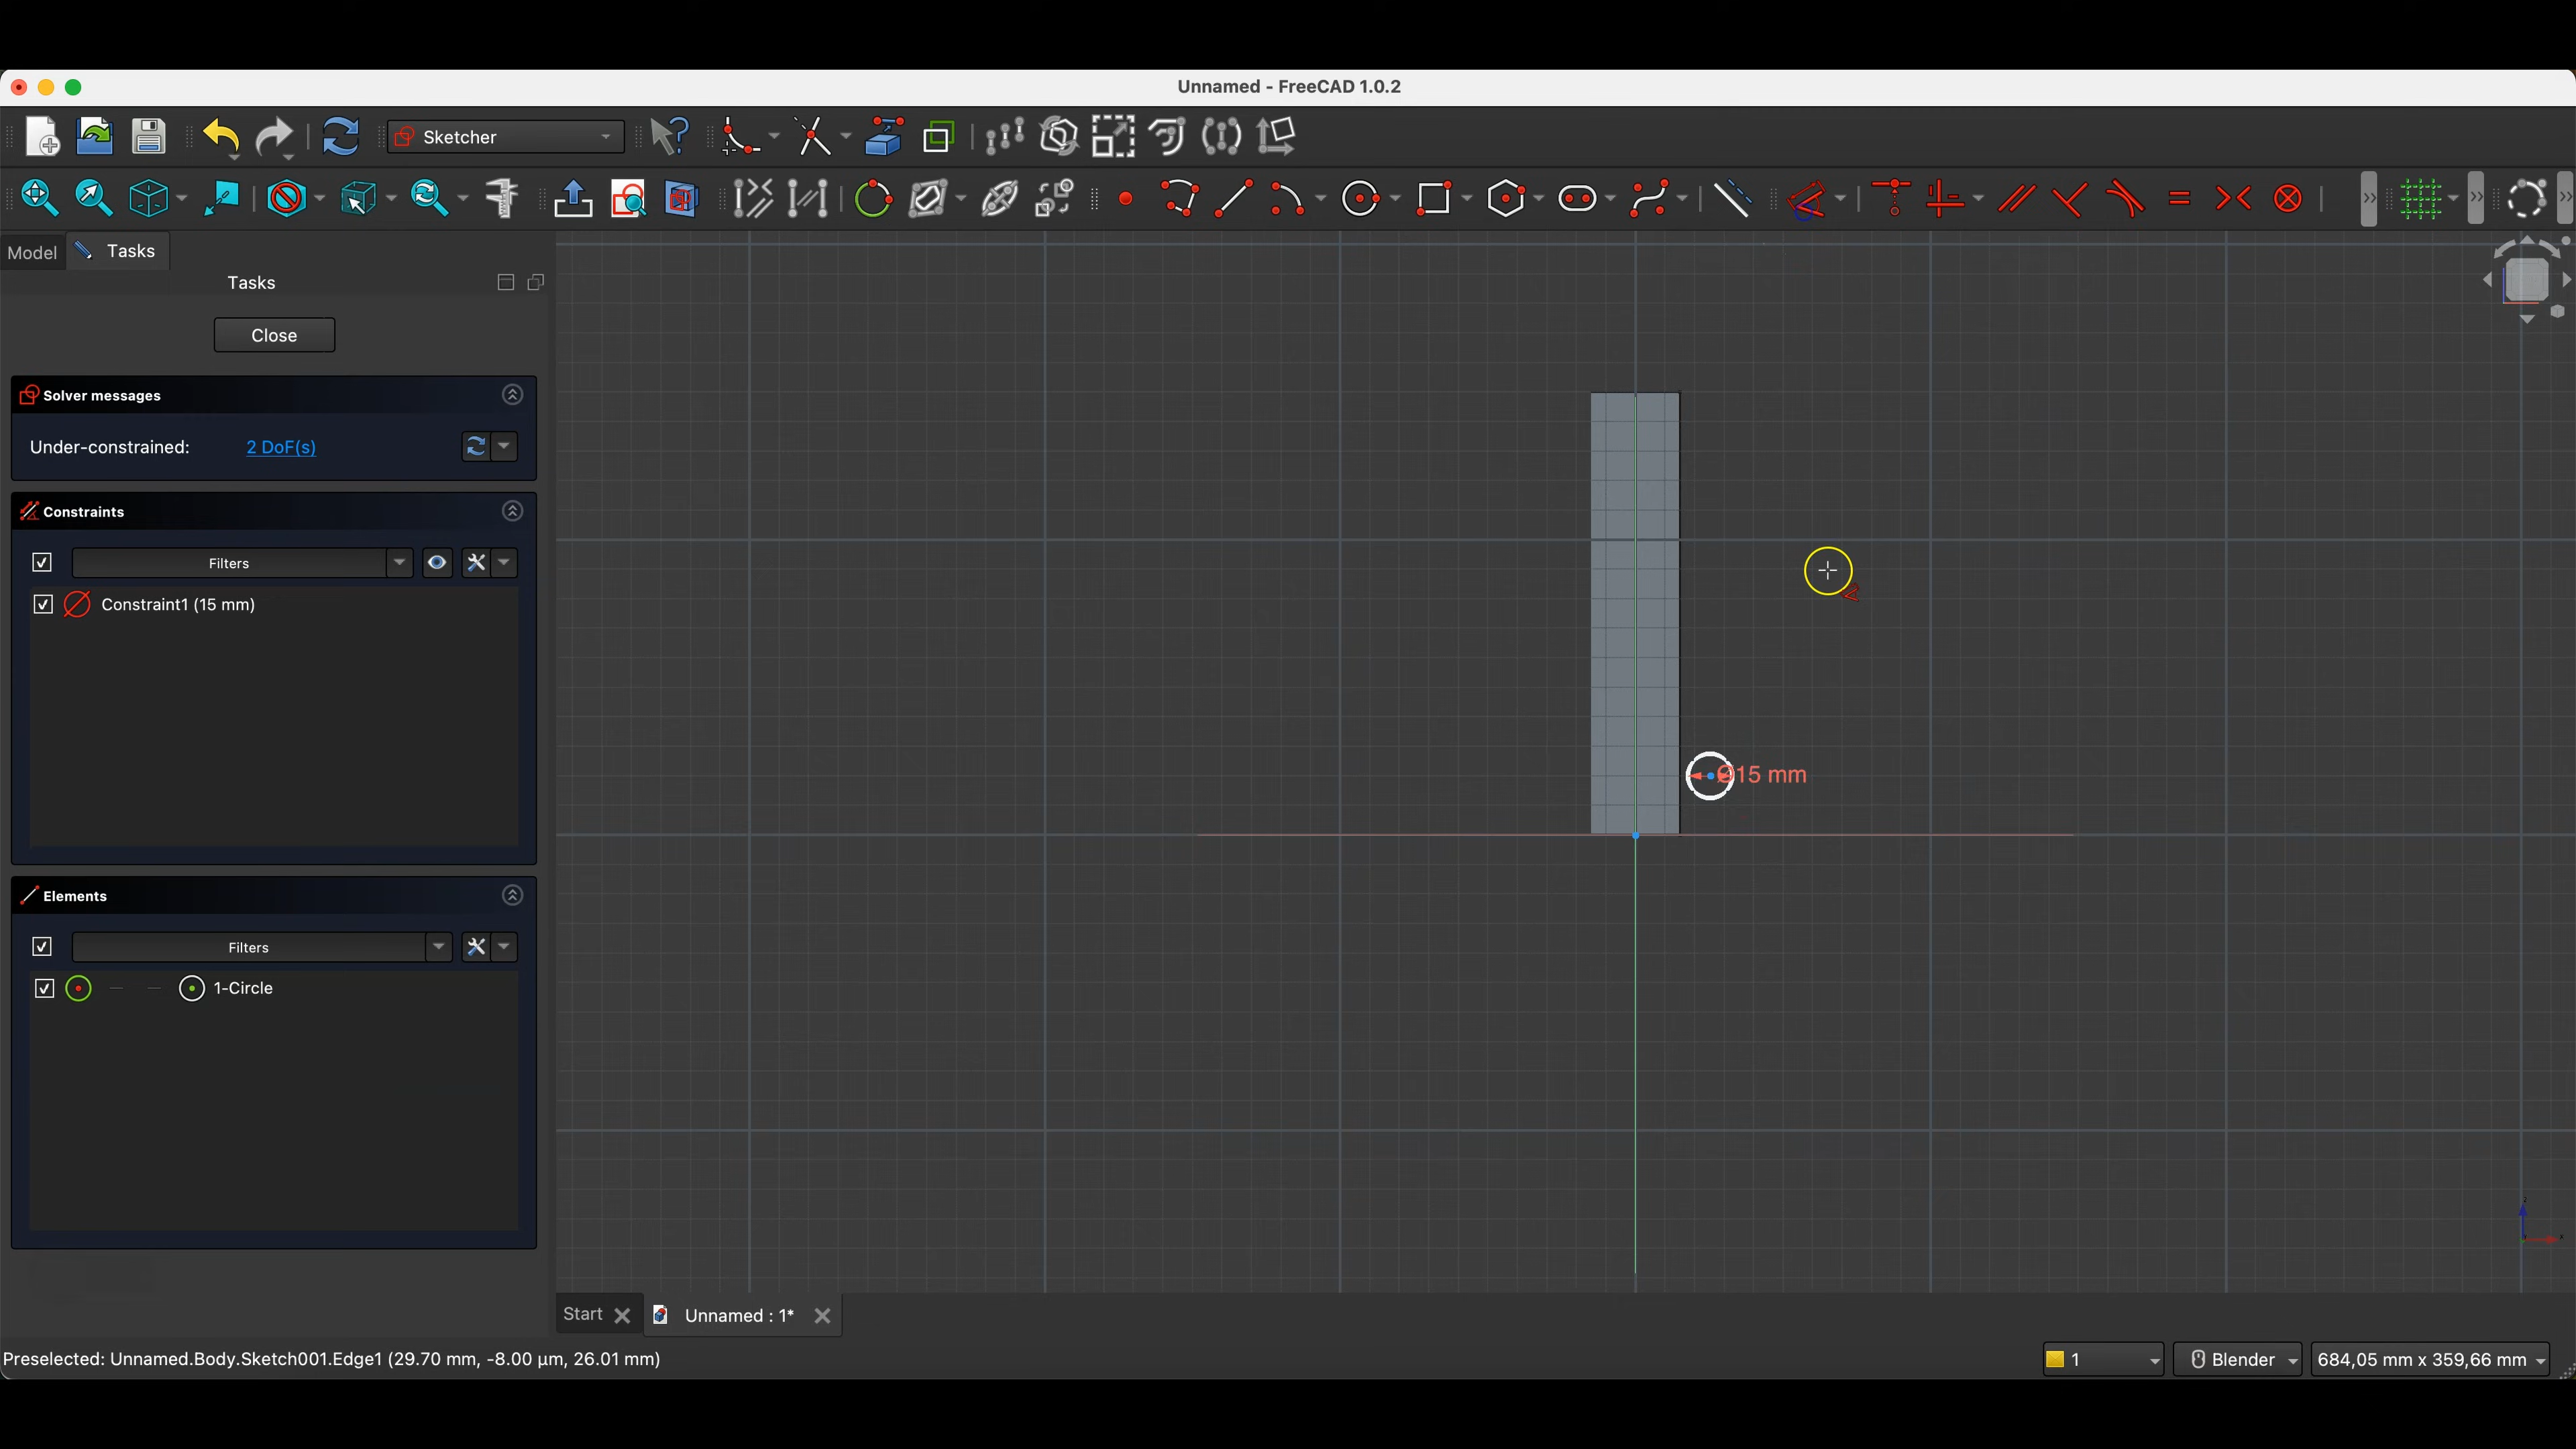 Unnamed - FreeCAD 1.0.2
Sketcher
Model
Tasks
Tasks
Close
Solver messages
Under-constrained:
2 DoF(s)
Constraints
Filters
Constraint1 (15 mm)
Elements
Filters
1-Circle
Ø15 mm
Start
Unnamed : 1*
Preselected: Unnamed.Body.Sketch001.Edge1 (29.70 mm, -8.00 µm, 26.01 mm)
1
Blender
684,05 mm x 359,66 mm